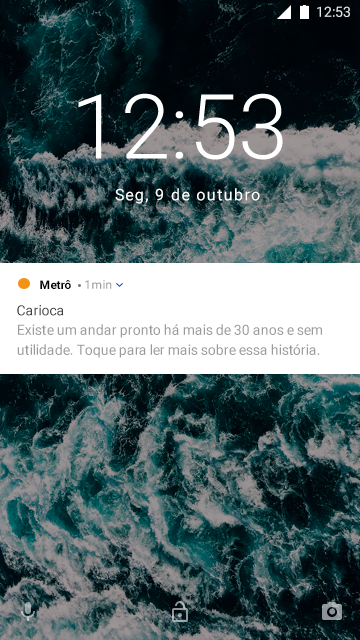 12:53
12:53
Seg, 9 de outubro
Metrô • 1min
Carioca
Existe um andar pronto há mais de 30 anos e sem
utilidade. Toque para ler mais sobre essa história.